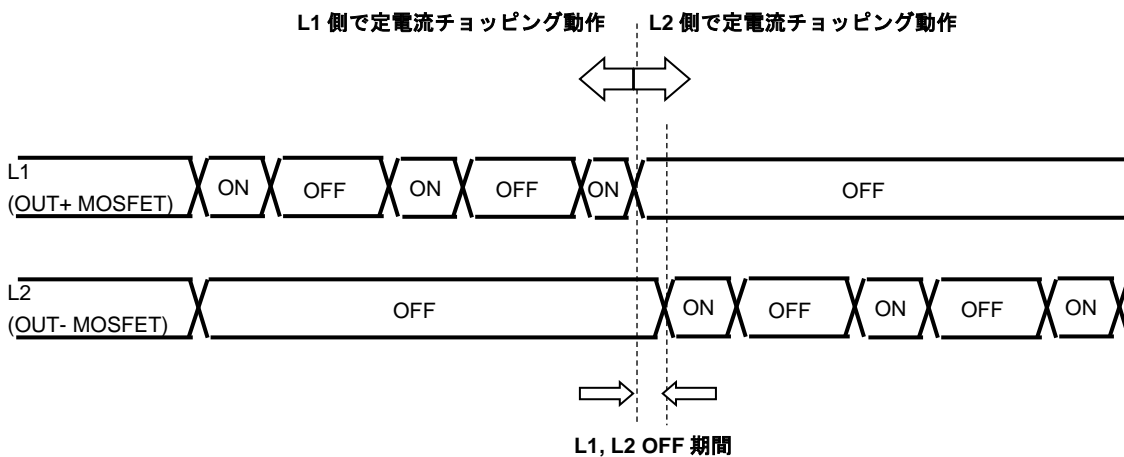 L1 側で定電流チョッピング動作
L2 側で定電流チョッピング動作
L1
(OUT+ MOSFET)
ON
OFF
ON
OFF
ON
OFF
L2
(OUT- MOSFET)
OFF
ON
OFF
ON
OFF
ON
L1, L2 OFF 期間